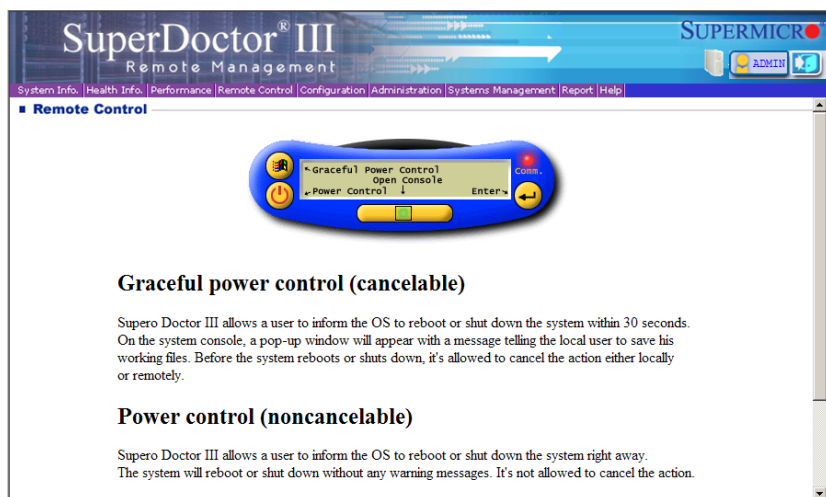 SuperDoctor® III
Remote Management
SUPERMICR
ADMIN
System Info. Health Info. Performance Remote Control Configuration Administration Systems Management Report Help
Remote Control
Graceful Power Control
Open Console
Power Control
Enter
Comm.
Graceful power control (cancelable)
Supero Doctor III allows a user to inform the OS to reboot or shut down the system within 30 seconds.
On the system console, a pop-up window will appear with a message telling the local user to save his
working files. Before the system reboots or shuts down, it's allowed to cancel the action either locally
or remotely.
Power control (noncancelable)
Supero Doctor III allows a user to inform the OS to reboot or shut down the system right away.
The system will reboot or shut down without any warning messages. It's not allowed to cancel the action.